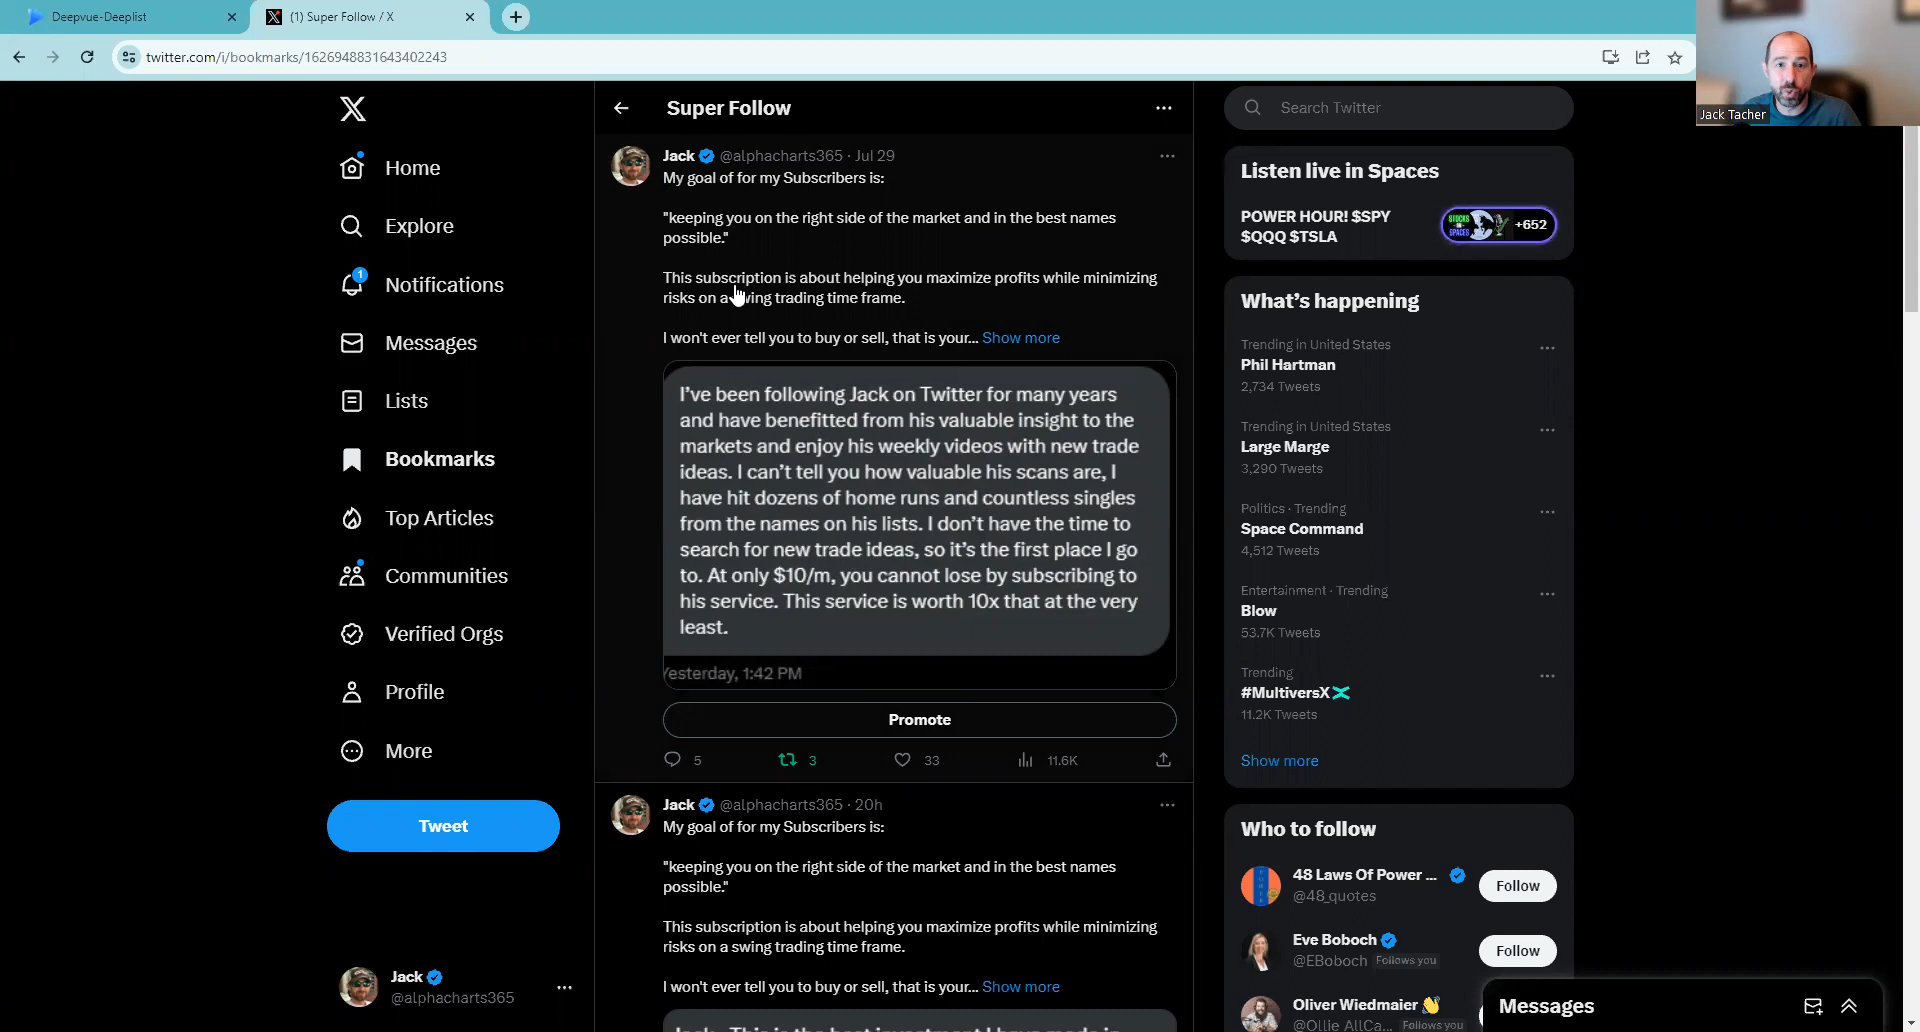 Deepvue-Deeplist
(1) Super Follow / X
twitter.com/i/bookmarks/1626948831643402243
Jack Tacher
Home
Explore
1
Notifications
Messages
Lists
Bookmarks
Top Articles
Communities
Verified Orgs
Profile
More
Tweet
Jack
@alphacharts365
Super Follow
Jack @alphacharts365 · Jul 29
My goal of for my Subscribers is:
"keeping you on the right side of the market and in the best names
possible."
This subscription is about helping you maximize profits while minimizing
risks on a swing trading time frame.
I won't ever tell you to buy or sell, that is your... Show more
I've been following Jack on Twitter for many years
and have benefitted from his valuable insight to the
markets and enjoy his weekly videos with new trade
ideas. I can't tell you how valuable his scans are, I
have hit dozens of home runs and countless singles
from the names on his lists. I don't have the time to
search for new trade ideas, so it's the first place I go
to. At only $10/m, you cannot lose by subscribing to
his service. This service is worth 10x that at the very
least.
Yesterday, 1:42 PM
Promote
5
3
33
11.6K
Jack @alphacharts365 · 20h
My goal of for my Subscribers is:
"keeping you on the right side of the market and in the best names
possible."
This subscription is about helping you maximize profits while minimizing
risks on a swing trading time frame.
I won't ever tell you to buy or sell, that is your... Show more
Jack - This is the best investment I have made in
Search Twitter
Listen live in Spaces
POWER HOUR! $SPY
$QQQ $TSLA
STOCKS
SPACES
+652
What's happening
Trending in United States
Phil Hartman
2,734 Tweets
Trending in United States
Large Marge
3,290 Tweets
Politics · Trending
Space Command
4,512 Tweets
Entertainment · Trending
Blow
53.7K Tweets
Trending
#MultiversX
11.2K Tweets
Show more
Who to follow
48 Laws Of Power ...
@48_quotes
Follow
Eve Boboch
@EBoboch Follows you
Follow
Oliver Wiedmaier 👋
@Ollie_AllCa... Follows you
Messages